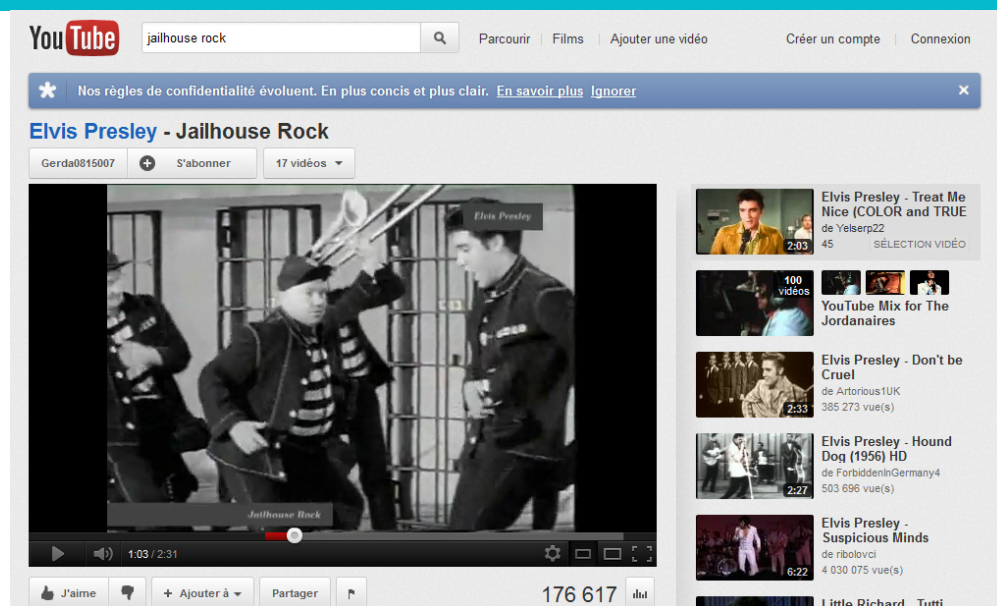 You Tube
jailhouse rock
Parcourir
Films
Ajouter une vidéo
Créer un compte
Connexion
Nos règles de confidentialité évoluent. En plus concis et plus clair. En savoir plus Ignorer
Elvis Presley - Jailhouse Rock
Gerda0815007
S'abonner
17 vidéos
Elvis Presley
Jailhouse Rock
1:03 / 2:31
J'aime
+ Ajouter à
Partager
176 617
2:03
Elvis Presley - Treat Me
Nice (COLOR and TRUE
de Yelserp22
45
SÉLECTION VIDÉO
100
vidéos
YouTube Mix for The
Jordanaires
2:33
Elvis Presley - Don't be
Cruel
de Artorious1UK
385 273 vue(s)
2:27
Elvis Presley - Hound
Dog (1956) HD
de ForbiddenInGermany4
503 696 vue(s)
6:22
Elvis Presley -
Suspicious Minds
de ribolovci
4 030 075 vue(s)
Little Richard - Tutti